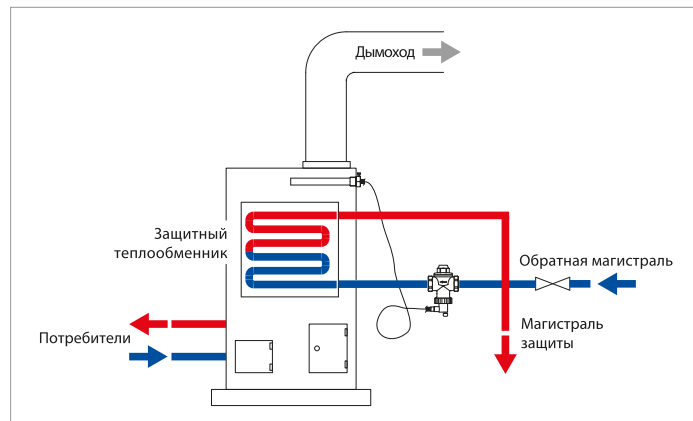 Дымоход
Защитный
теплообменник
Обратная магистраль
Магистраль
защиты
Потребители